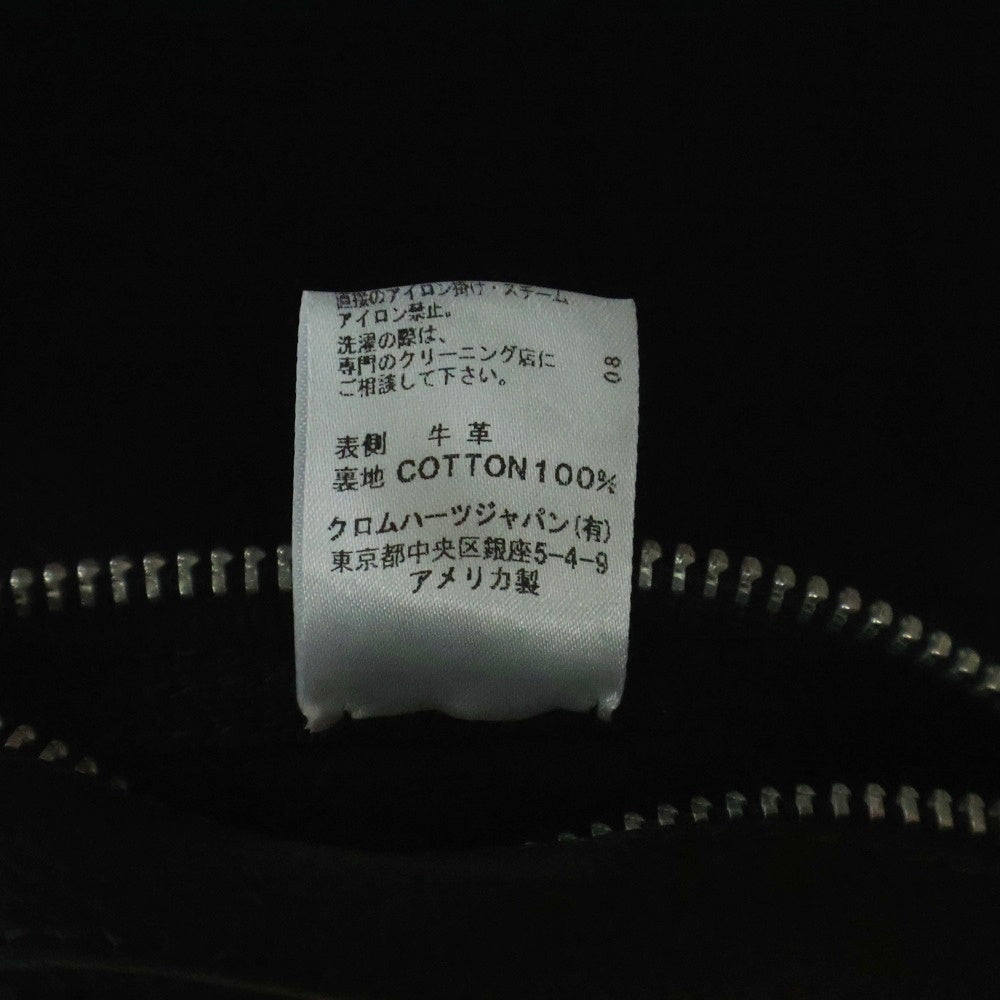 直接のアイロン掛け・スチーム
アイロン禁止。
洗濯の際は、
専門のクリーニング店に
ご相談して下さい。
08
表側 牛革
裏地 COTTON100%
クロムハーツジャパン(有)
東京都中央区銀座5-4-9
アメリカ製